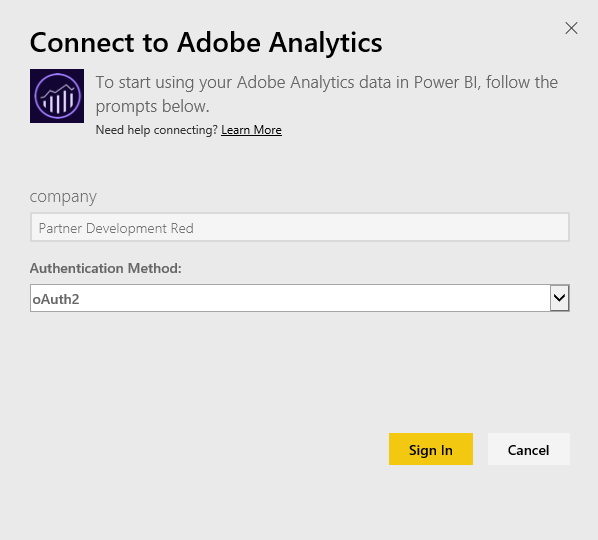 Connect to Adobe Analytics
To start using your Adobe Analytics data in Power BI, follow the
prompts below.
Need help connecting? Learn More
company
Partner Development Red
Authentication Method:
oAuth2
Sign In
Cancel